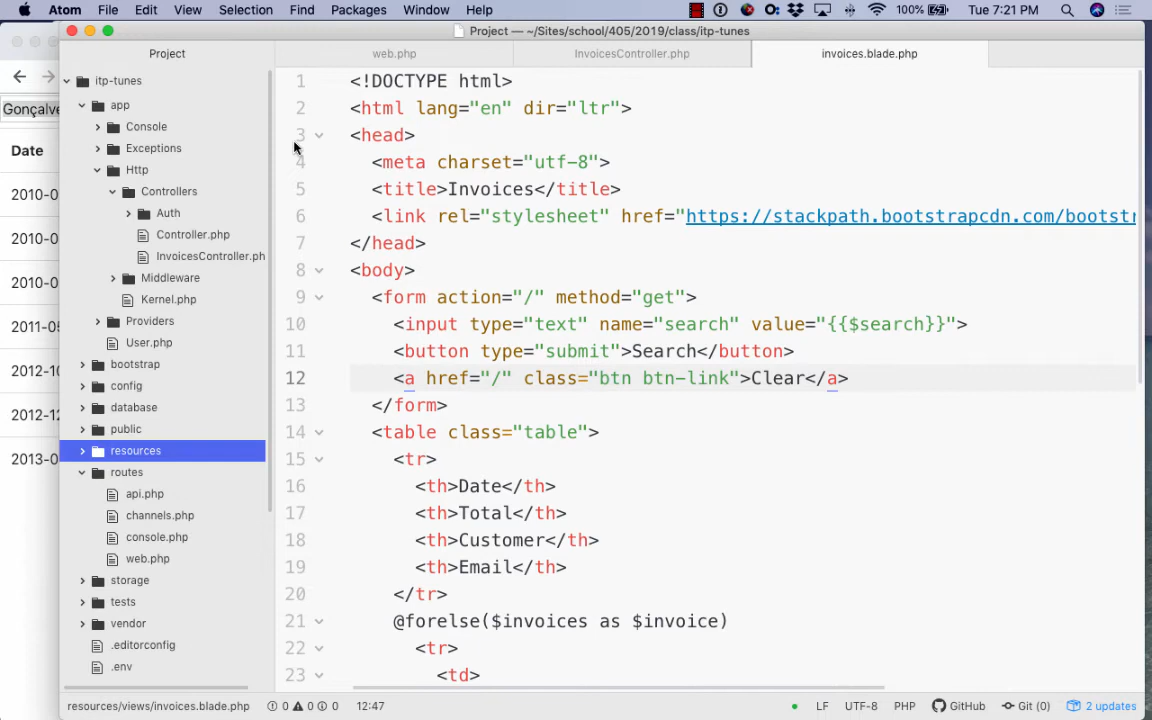 Atom File Edit View Selection Find Packages Window Help 100% Tue 7:21 PM
Project — ~/Sites/school/405/2019/class/itp-tunes
Project web.php InvoicesController.php invoices.blade.php
Gonçalve
Date
2010-0
2010-0
2010-0
2011-05
2012-10
2012-12
2013-0
itp-tunes
app
Console
Exceptions
Http
Controllers
Auth
Controller.php
InvoicesController.ph
Middleware
Kernel.php
Providers
User.php
bootstrap
config
database
public
resources
routes
api.php
channels.php
console.php
web.php
storage
tests
vendor
.editorconfig
.env
1 <!DOCTYPE html>
2 <html lang="en" dir="ltr">
3 <head>
4 <meta charset="utf-8">
5 <title>Invoices</title>
6 <link rel="stylesheet" href="https://stackpath.bootstrapcdn.com/bootstr
7 </head>
8 <body>
9 <form action="/" method="get">
10 <input type="text" name="search" value="{{$search}}">
11 <button type="submit">Search</button>
12 <a href="/" class="btn btn-link">Clear</a>
13 </form>
14 <table class="table">
15 <tr>
16 <th>Date</th>
17 <th>Total</th>
18 <th>Customer</th>
19 <th>Email</th>
20 </tr>
21 @forelse($invoices as $invoice)
22 <tr>
23 <td>
resources/views/invoices.blade.php 0 0 0 12:47 LF UTF-8 PHP GitHub Git (0) 2 updates